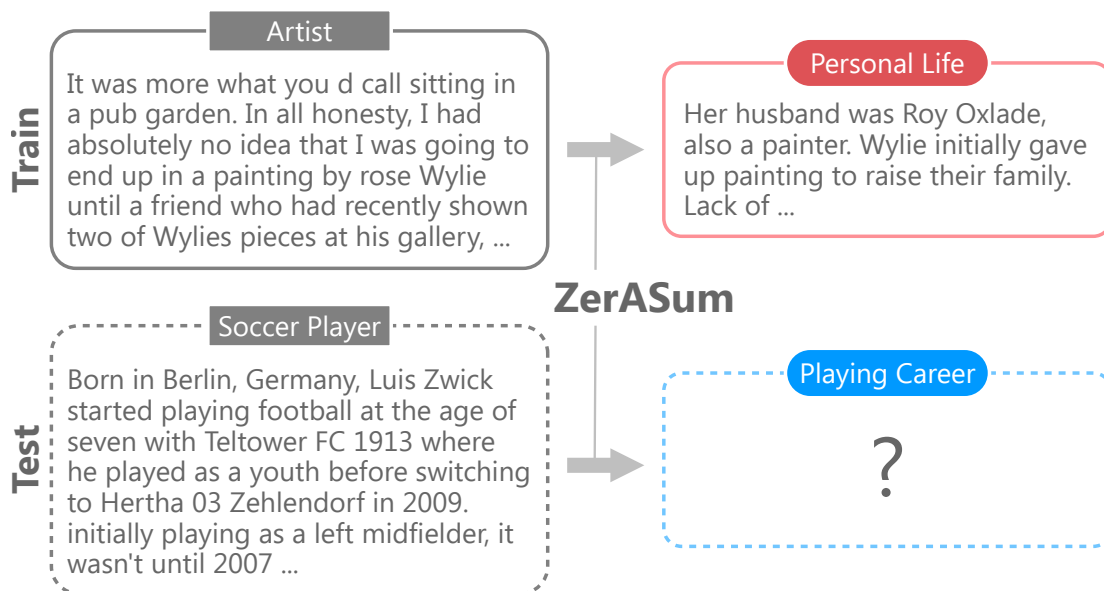 Train
Artist
It was more what you d call sitting in
a pub garden. In all honesty, I had
absolutely no idea that I was going to
end up in a painting by rose Wylie
until a friend who had recently shown
two of Wylies pieces at his gallery, ...
Personal Life
Her husband was Roy Oxlade,
also a painter. Wylie initially gave
up painting to raise their family.
Lack of ...
ZerASum
Test
Soccer Player
Born in Berlin, Germany, Luis Zwick
started playing football at the age of
seven with Teltower FC 1913 where
he played as a youth before switching
to Hertha 03 Zehlendorf in 2009.
initially playing as a left midfielder, it
wasn't until 2007 ...
Playing Career
?